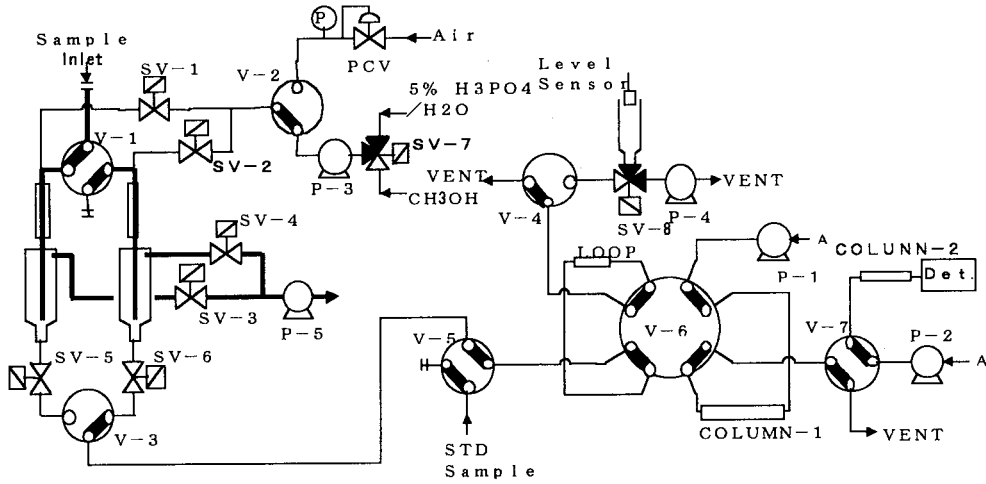 Sample
Inlet
SV-1
V-2
P
PCV
Air
V-1
SV-2
5% H3PO4
/H2O
SV-7
P-3
CH3OH
Level
Sensor
VENT
V-4
SV-8
P-4
VENT
SV-4
SV-3
P-5
LOOP
P-1
A
COLUNN-2
Det.
V-5
V-6
V-7
P-2
A
SV-5
SV-6
V-3
STD
Sample
COLUMN-1
VENT